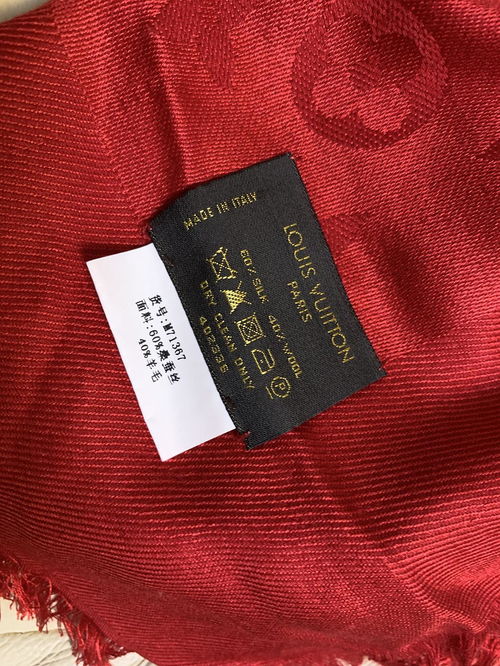 LOUIS VUITTON
PARIS
60% SILK 40% WOOL
DRY CLEAN ONLY
402335
MADE IN ITALY
P
货号:M71367
面料:60%桑蚕丝
40%羊毛